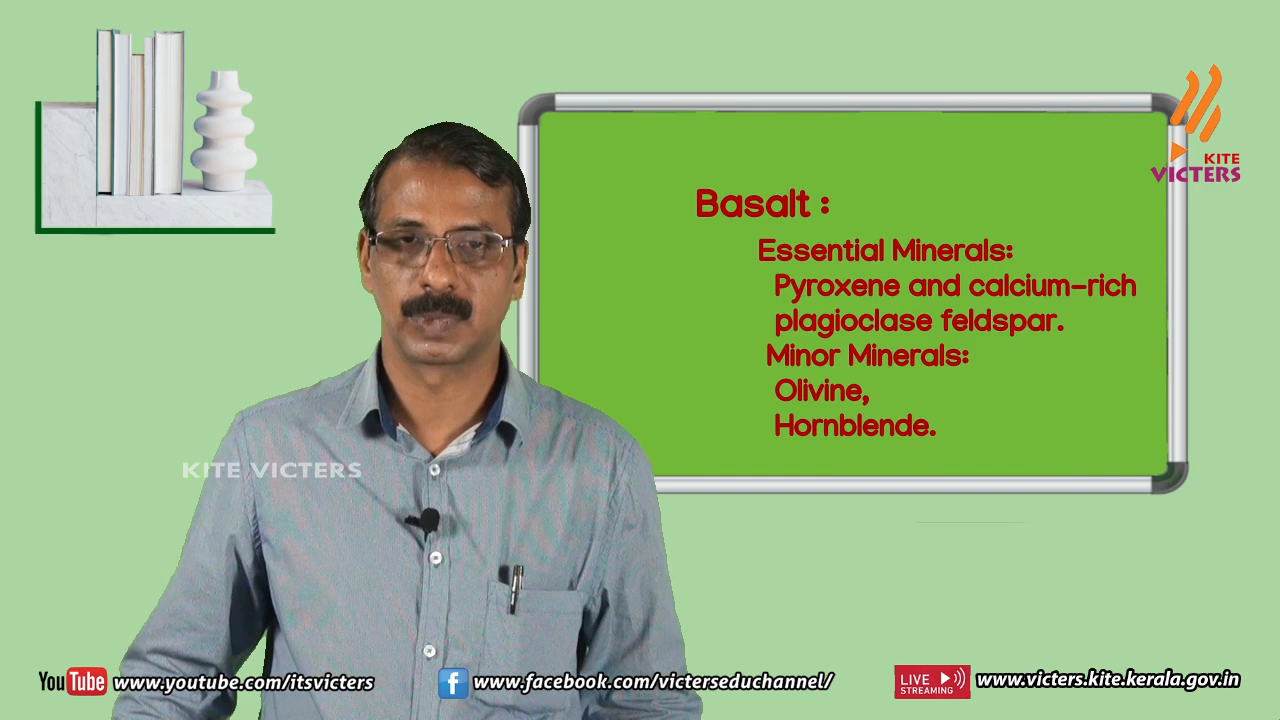 KITE
VICTERS
Basalt :
Essential Minerals:
Pyroxene and calcium-rich
plagioclase feldspar.
Minor Minerals:
Olivine,
Hornblende.
KITE VICTERS
YouTube www.youtube.com/itsvicters
f www.facebook.com/victerseduchannel/
LIVE STREAMING www.victers.kite.kerala.gov.in